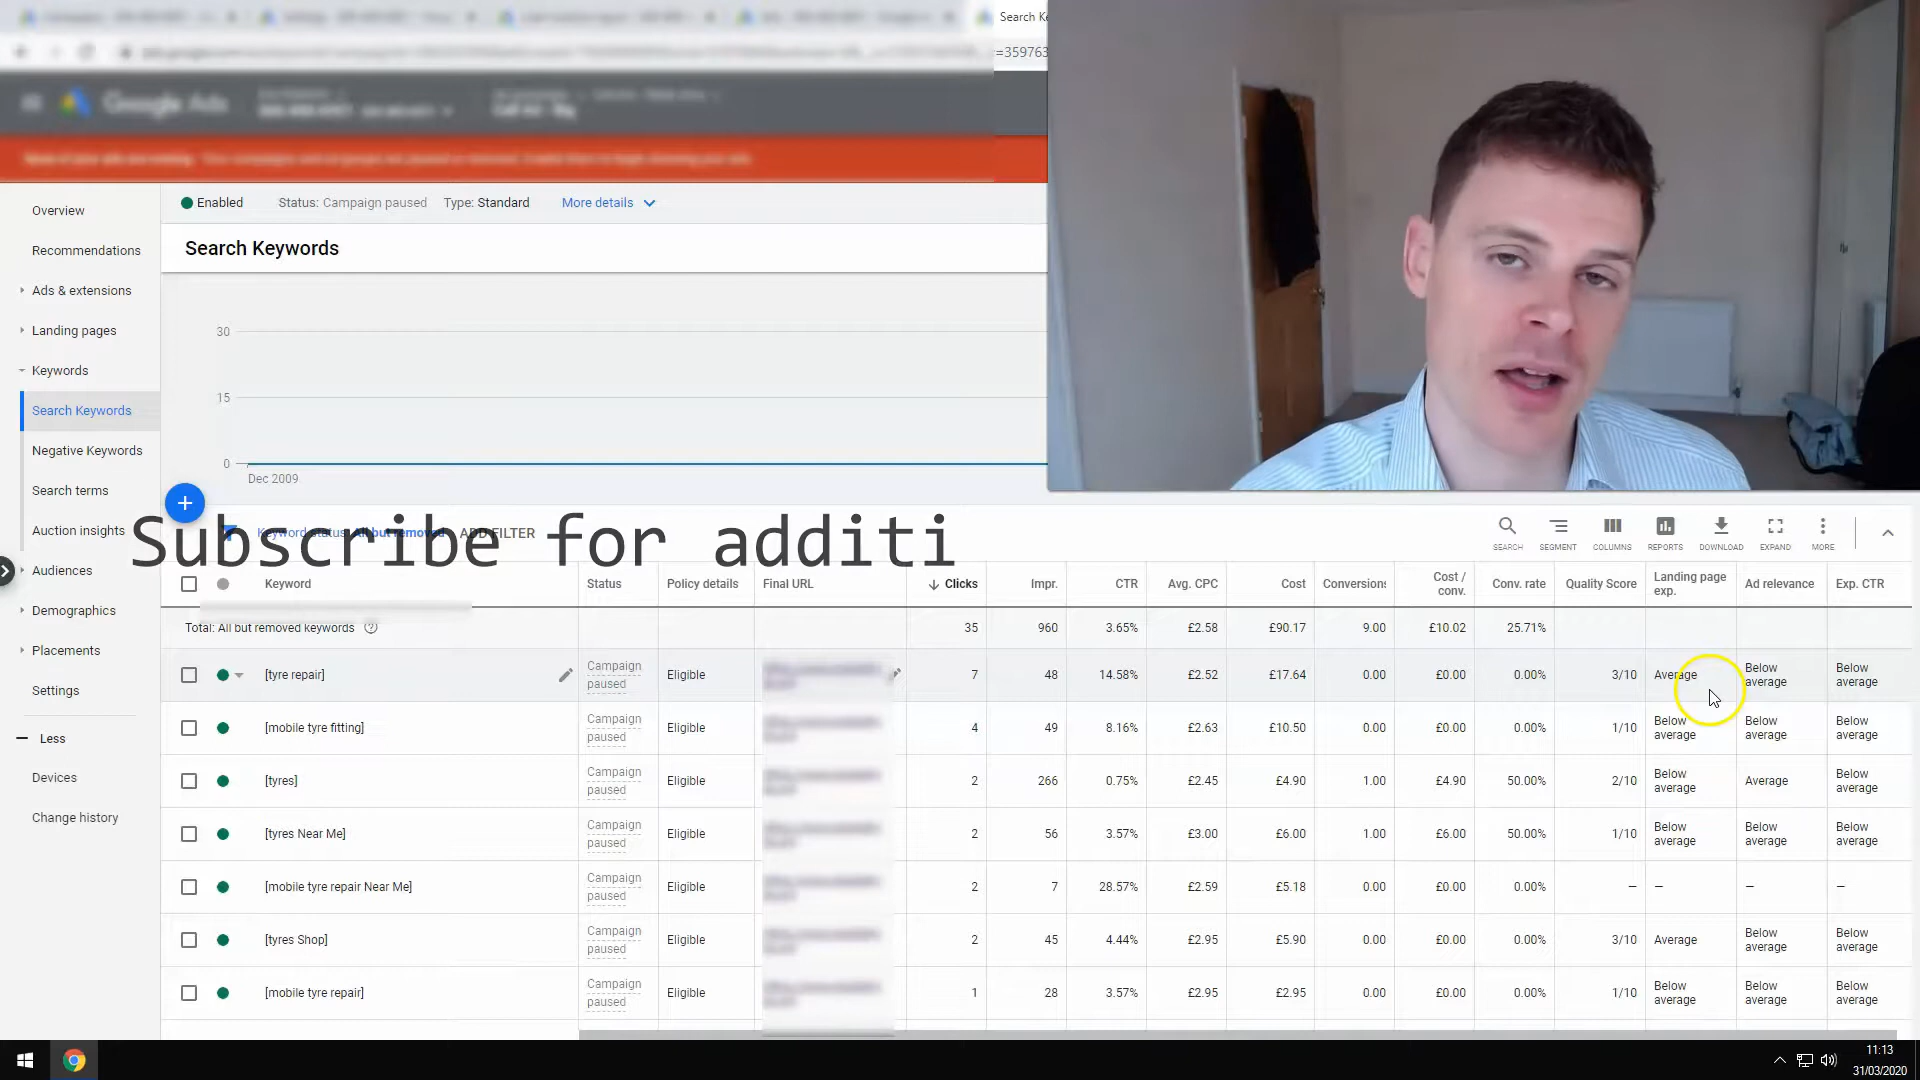 Search Ke
=359763
Google Ads
Enabled Status: Campaign paused Type: Standard More details
Search Keywords
Overview
Recommendations
Ads & extensions
Landing pages
Keywords
Search Keywords
Negative Keywords
Search terms
Auction insights
Audiences
Demographics
Placements
Settings
Less
Devices
Change history
30
15
0
Dec 2009
Keyword status: All but removed ADD FILTER
Subscribe for additi
SEARCH SEGMENT COLUMNS REPORTS DOWNLOAD EXPAND MORE
Keyword Status Policy details Final URL Clicks Impr. CTR Avg. CPC Cost Conversions Cost / conv. Conv. rate Quality Score Landing page exp. Ad relevance Exp. CTR
Total: All but removed keywords 35 960 3.65% £2.58 £90.17 9.00 £10.02 25.71%
[tyre repair] Campaign paused Eligible 7 48 14.58% £2.52 £17.64 0.00 £0.00 0.00% 3/10 Average Below average Below average
[mobile tyre fitting] Campaign paused Eligible 4 49 8.16% £2.63 £10.50 0.00 £0.00 0.00% 1/10 Below average Below average Below average
[tyres] Campaign paused Eligible 2 266 0.75% £2.45 £4.90 1.00 £4.90 50.00% 2/10 Below average Average Below average
[tyres Near Me] Campaign paused Eligible 2 56 3.57% £3.00 £6.00 1.00 £6.00 50.00% 1/10 Below average Below average Below average
[mobile tyre repair Near Me] Campaign paused Eligible 2 7 28.57% £2.59 £5.18 0.00 £0.00 0.00% — — — —
[tyres Shop] Campaign paused Eligible 2 45 4.44% £2.95 £5.90 0.00 £0.00 0.00% 3/10 Average Below average Below average
[mobile tyre repair] Campaign paused Eligible 1 28 3.57% £2.95 £2.95 0.00 £0.00 0.00% 1/10 Below average Below average Below average
11:13
31/03/2020